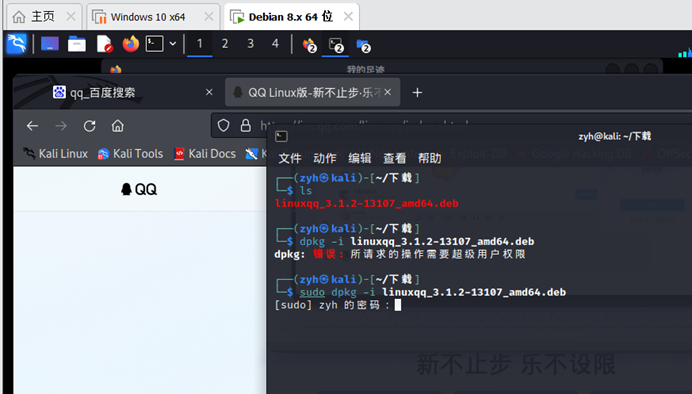 主页
Windows 10 x64
Debian 8.x 64 位
1 2 3 4
2
2
2
我的足迹
qq_百度搜索
QQ Linux版-新不止步·乐不
Kali Linux
Kali Tools
Kali Docs
QQ
zyh@kali: ~/下载
文件 动作 编辑 查看 帮助
┌──(zyh㉿kali)-[~/下载]
└─$ ls
linuxqq_3.1.2-13107_amd64.deb
┌──(zyh㉿kali)-[~/下载]
└─$ dpkg -i linuxqq_3.1.2-13107_amd64.deb
dpkg: 错误: 所请求的操作需要超级用户权限
┌──(zyh㉿kali)-[~/下载]
└─$ sudo dpkg -i linuxqq_3.1.2-13107_amd64.deb
[sudo] zyh 的密码：
新不止步 乐不设限